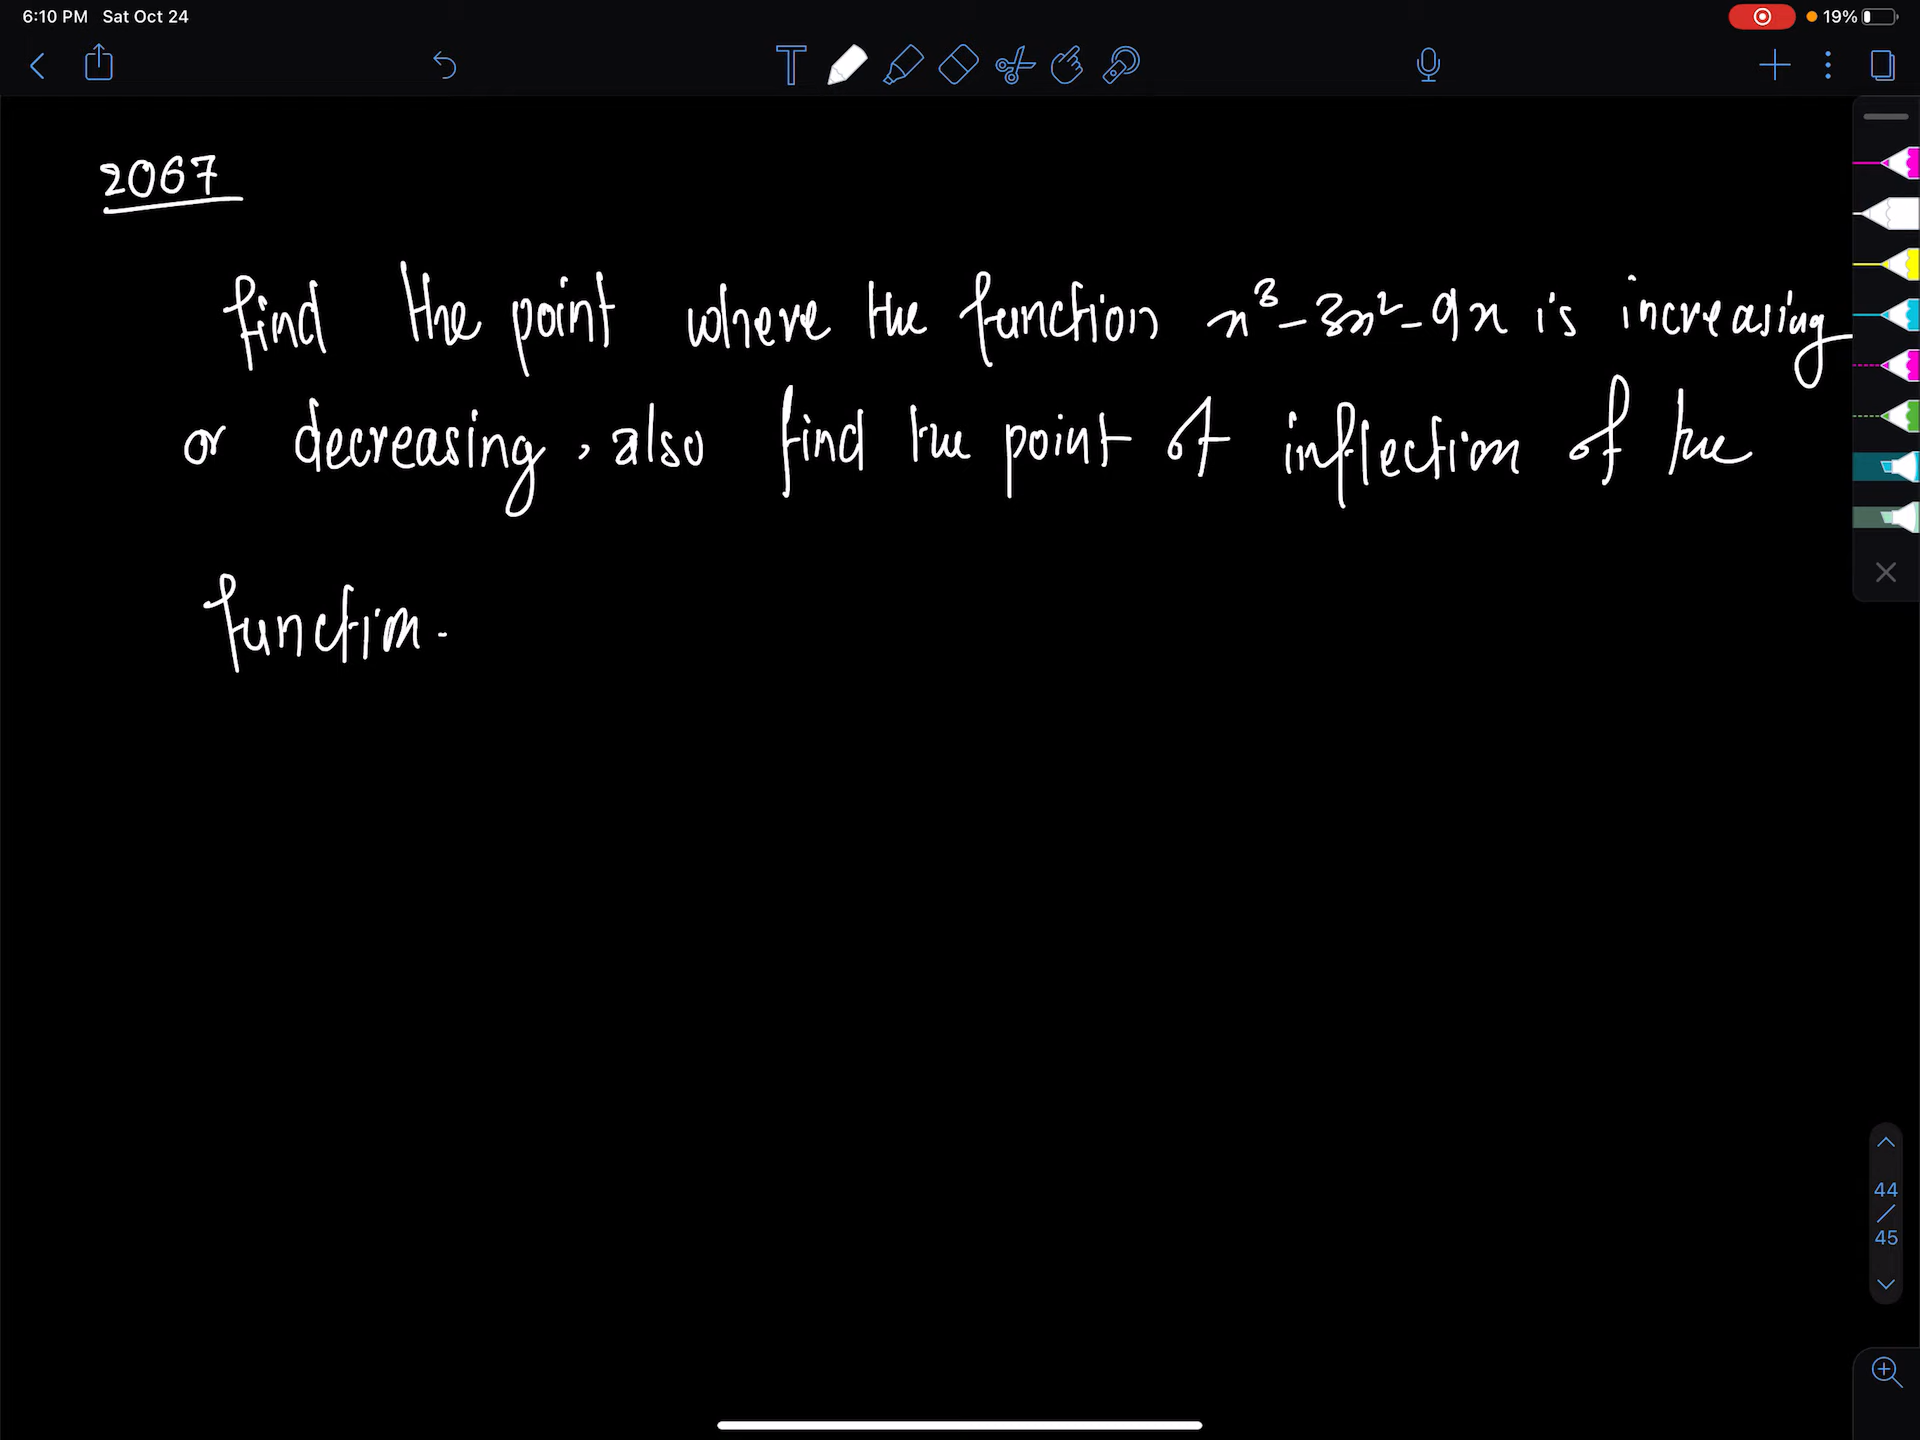 6:10 PM Sat Oct 24
19%
T
2067
find the point where the function x³-3x²-9x is increasing
or decreasing, also find the point of inflection of the
function.
44
/
45